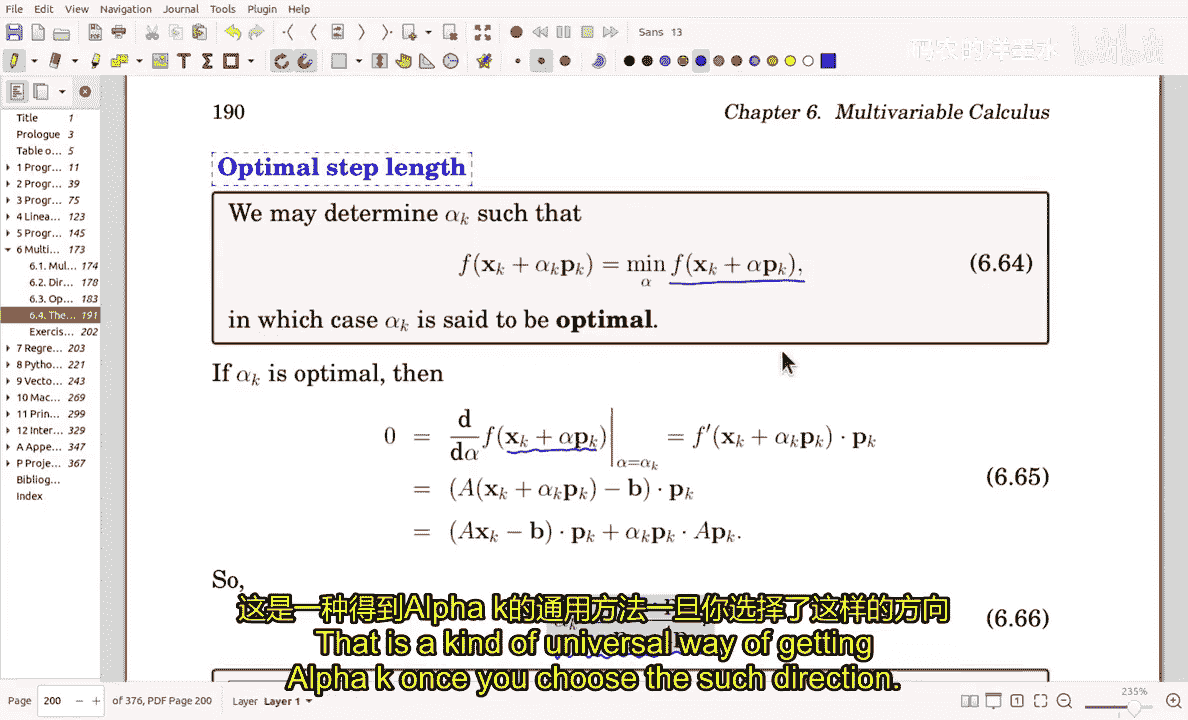 File Edit View Navigation Journal Tools Plugin Help
Sans 13
Title 1
Prologue 3
Table o... 5
1 Progr... 11
2 Progr... 39
3 Progr... 75
4 Linea... 123
5 Progr... 145
6 Multi... 173
6.1. Mul... 174
6.2. Dir... 178
6.3. Op... 183
6.4. The... 191
Exercis... 202
7 Regre... 203
8 Pytho... 221
9 Vecto... 243
10 Mac... 269
11 Prin... 299
12 Inter... 329
A Appe... 347
P Proje... 367
Bibliog...
Index
190 Chapter 6. Multivariable Calculus
Optimal step length
We may determine αₖ such that
f(xₖ + αₖpₖ) = min_α f(xₖ + αpₖ), (6.64)
in which case αₖ is said to be optimal.
If αₖ is optimal, then
0 = d/dα f(xₖ + αpₖ)|_{α=αₖ} = f′(xₖ + αₖpₖ) · pₖ
= (A(xₖ + αₖpₖ) − b) · pₖ (6.65)
= (Axₖ − b) · pₖ + αₖpₖ · Apₖ.
So,
(6.66)
这是一种得到Alpha k的通用方法一旦你选择了这样的方向
That is a kind of universal way of getting
Alpha k once you choose the such direction.
Page 200 − + of 376, PDF Page 200 Layer Layer 1 235%